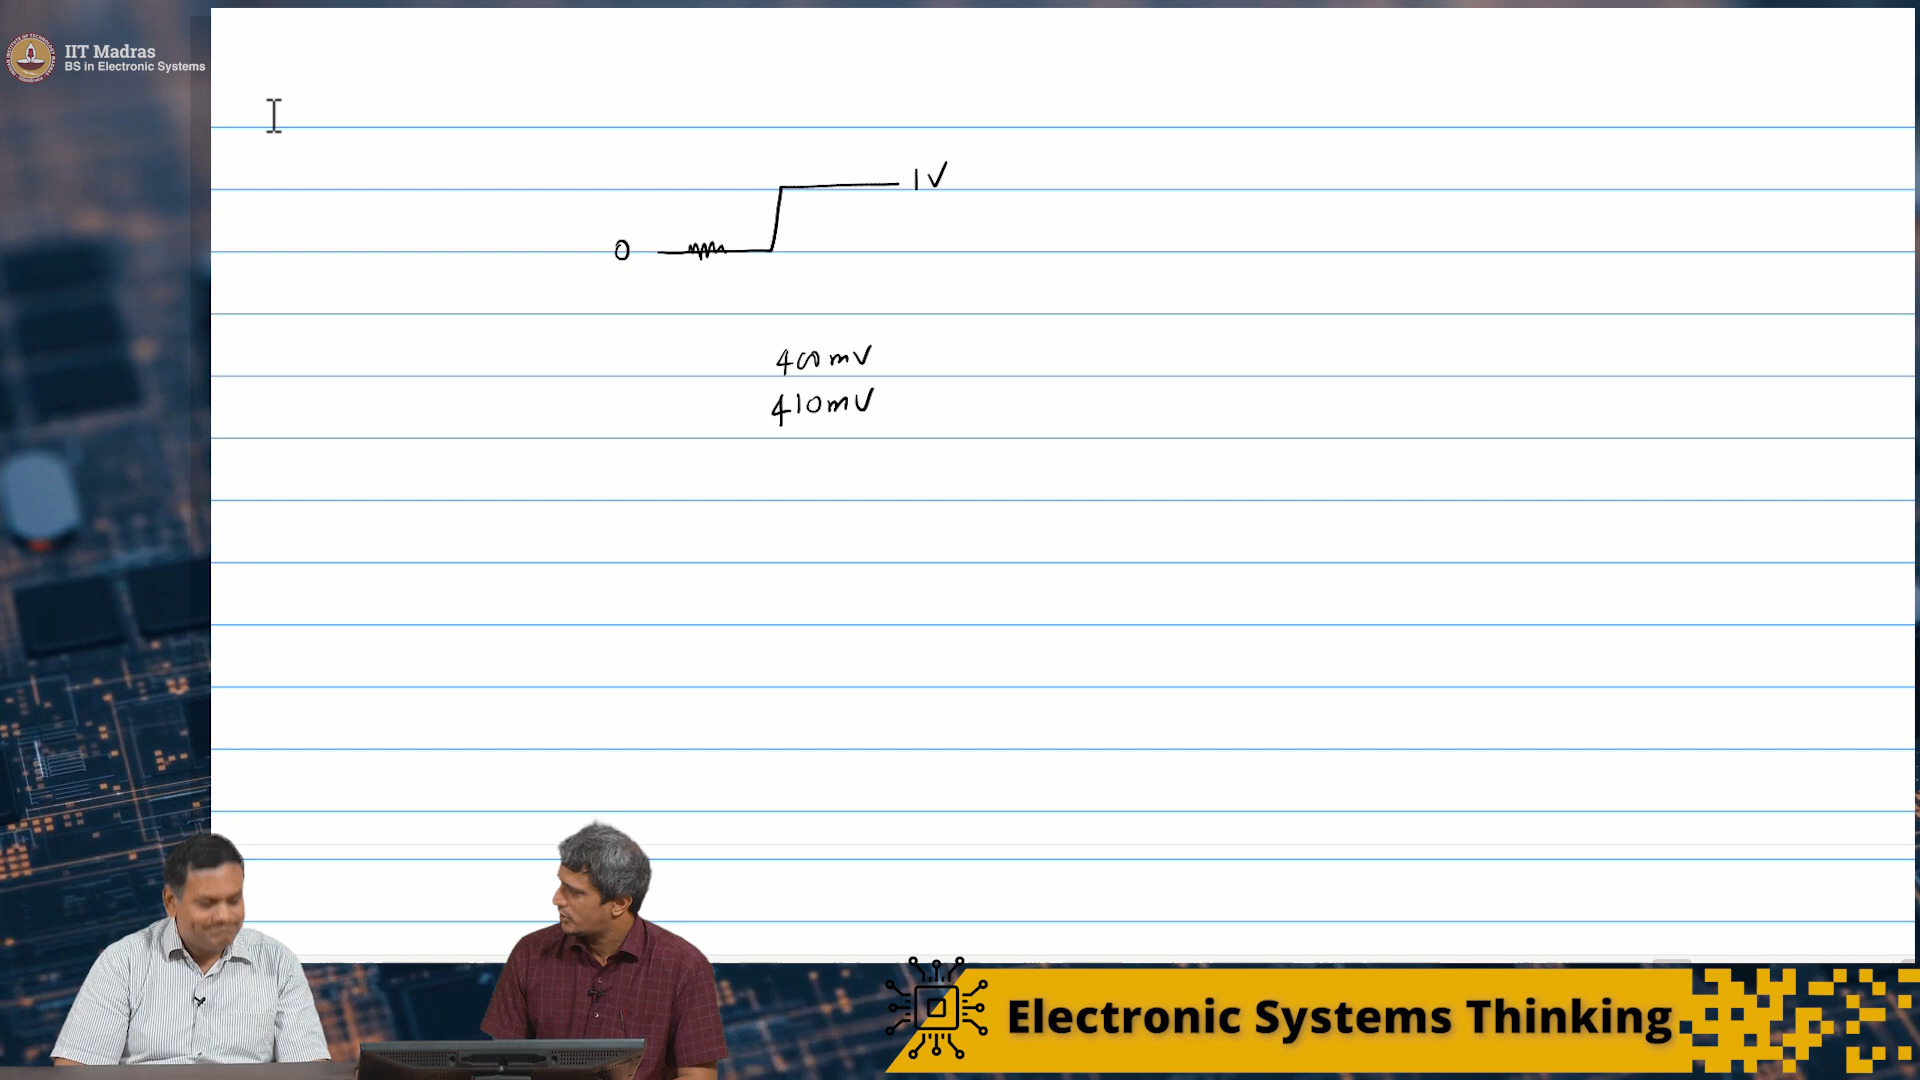 IIT Madras
BS in Electronic Systems
1V
0
400mV
410mV
Electronic Systems Thinking